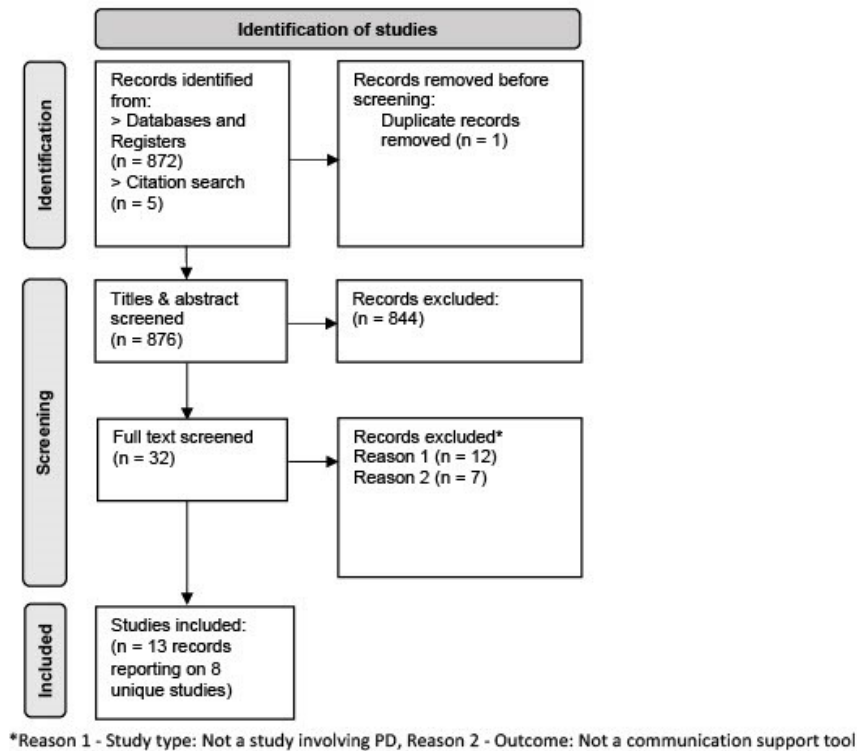 Identification of studies
Identification
Records identified
from:
> Databases and
Registers
(n = 872)
> Citation search
(n = 5)
Records removed before
screening:
Duplicate records
removed (n = 1)
Screening
Titles & abstract
screened
(n = 876)
Records excluded:
(n = 844)
Full text screened
(n = 32)
Records excluded*
Reason 1 (n = 12)
Reason 2 (n = 7)
Included
Studies included:
(n = 13 records
reporting on 8
unique studies)
*Reason 1 - Study type: Not a study involving PD, Reason 2 - Outcome: Not a communication support tool